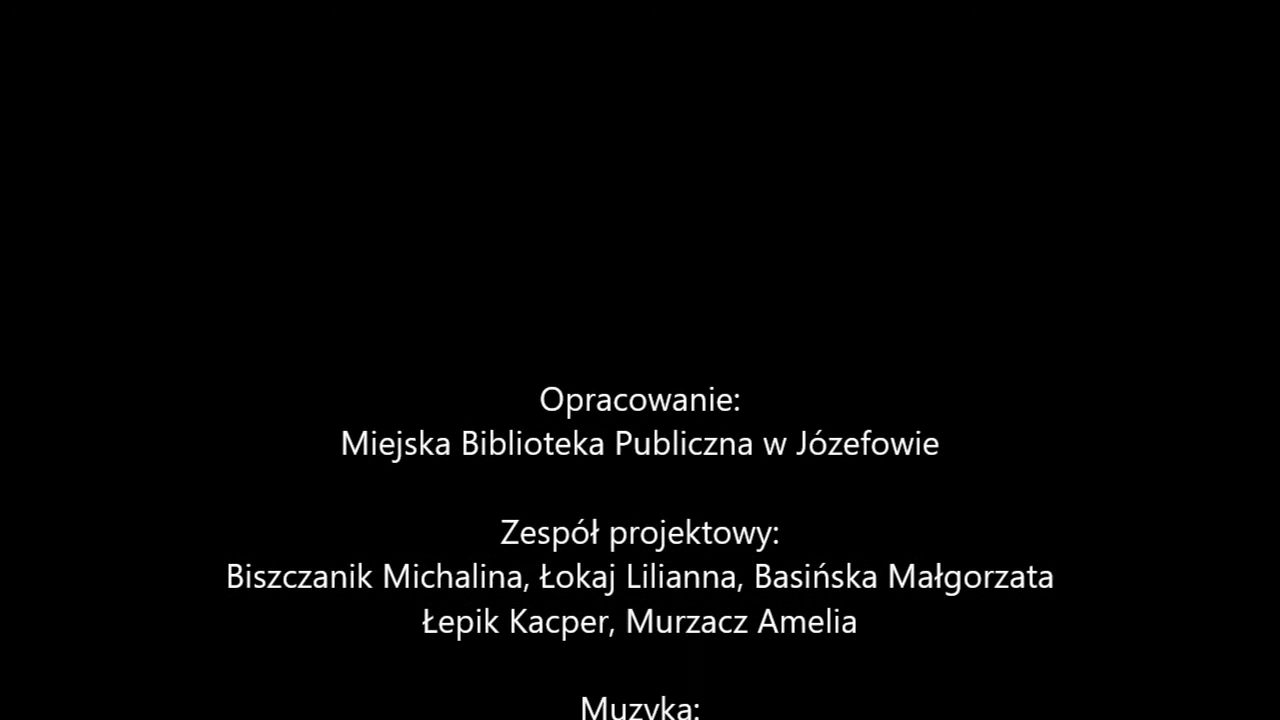 Opracowanie:
Miejska Biblioteka Publiczna w Józefowie
Zespół projektowy:
Biszczanik Michalina, Łokaj Lilianna, Basińska Małgorzata
Łepik Kacper, Murzacz Amelia
Muzyka: